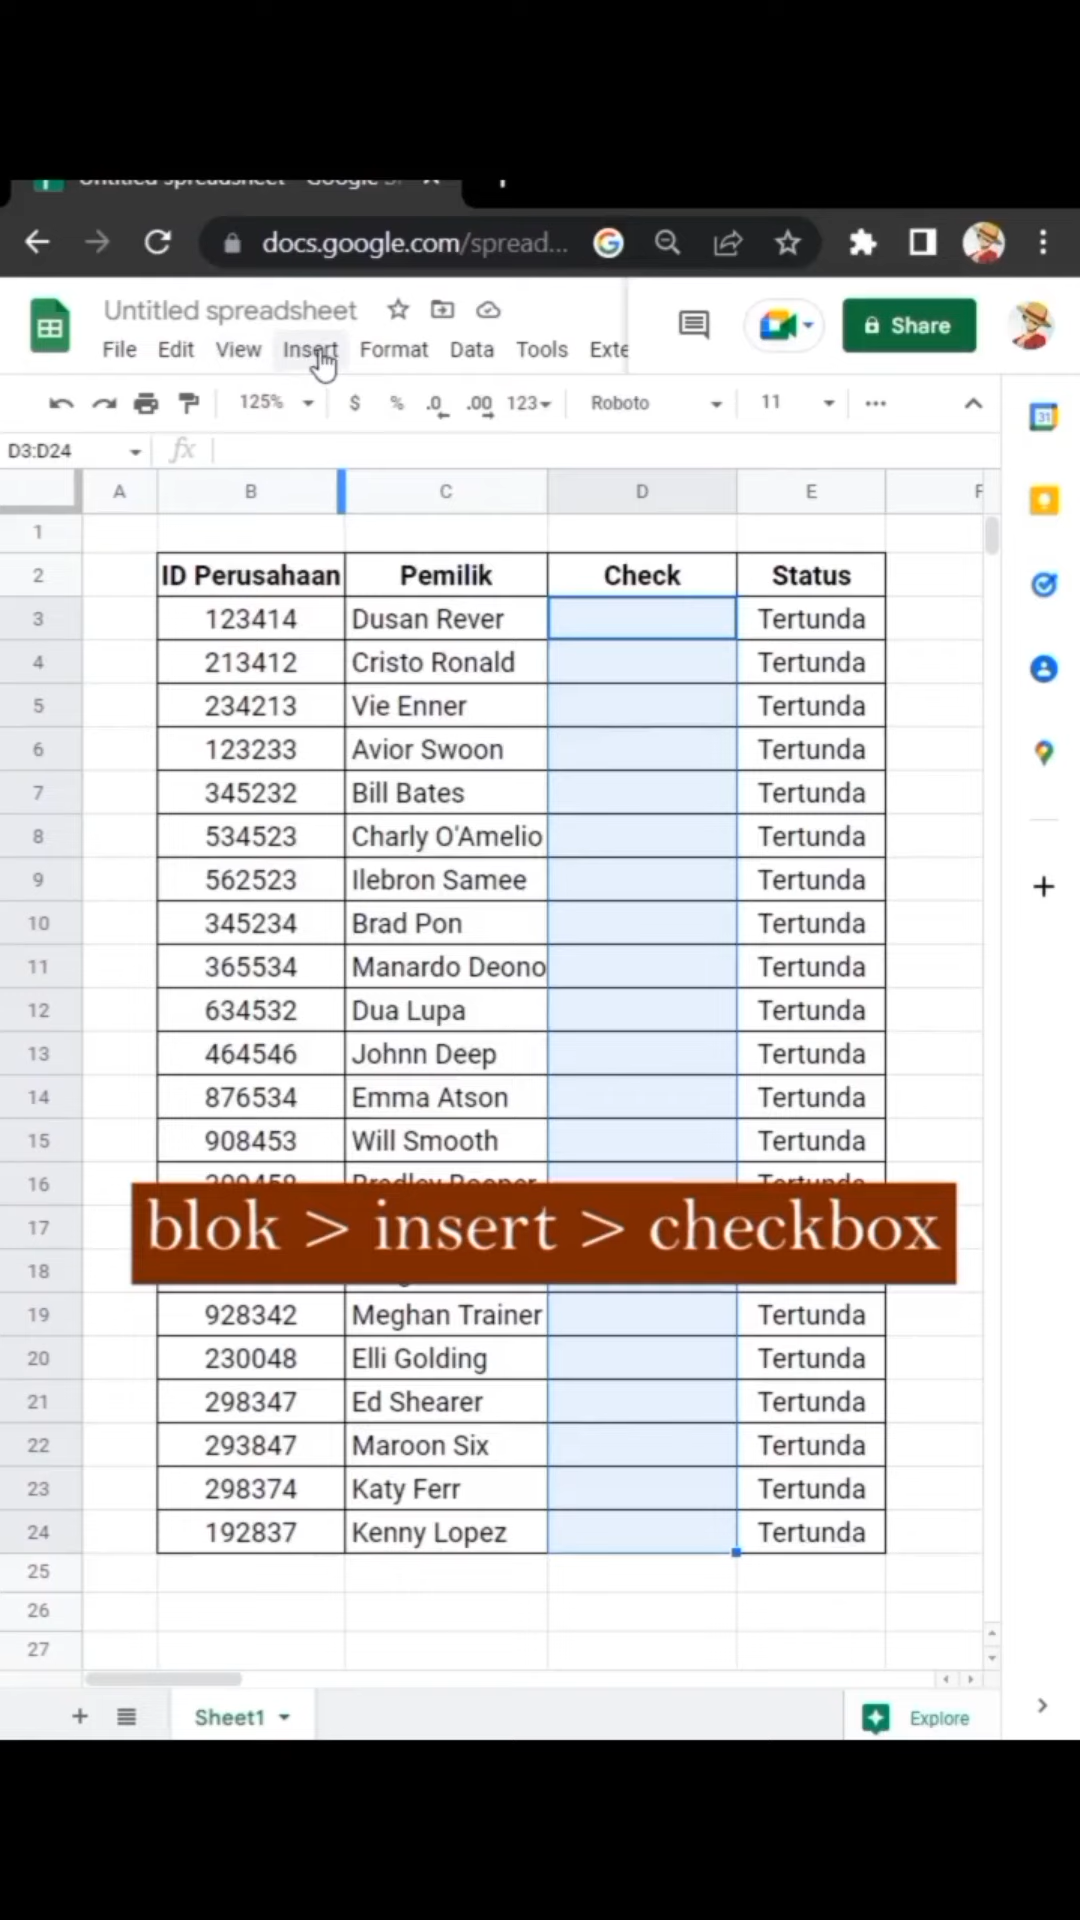 docs.google.com/spread...
Untitled spreadsheet
Share
File Edit View Insert Format Data Tools Exte
125% $ % .0 .00 123 Roboto 11
D3:D24 fx
A B C D E F
1
2 ID Perusahaan Pemilik Check Status
3 123414 Dusan Rever Tertunda
4 213412 Cristo Ronald Tertunda
5 234213 Vie Enner Tertunda
6 123233 Avior Swoon Tertunda
7 345232 Bill Bates Tertunda
8 534523 Charly O'Amelio Tertunda
9 562523 Ilebron Samee Tertunda
10 345234 Brad Pon Tertunda
11 365534 Manardo Deono Tertunda
12 634532 Dua Lupa Tertunda
13 464546 Johnn Deep Tertunda
14 876534 Emma Atson Tertunda
15 908453 Will Smooth Tertunda
16
17
blok > insert > checkbox
18
19 928342 Meghan Trainer Tertunda
20 230048 Elli Golding Tertunda
21 298347 Ed Shearer Tertunda
22 293847 Maroon Six Tertunda
23 298374 Katy Ferr Tertunda
24 192837 Kenny Lopez Tertunda
25
26
27
Sheet1
Explore